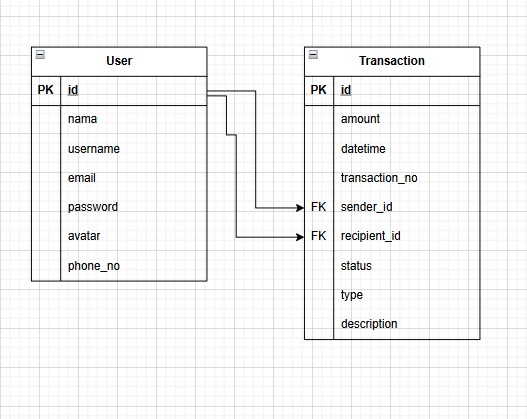 User
PK id
nama
username
email
password
avatar
phone_no
Transaction
PK id
amount
datetime
transaction_no
FK sender_id
FK recipient_id
status
type
description